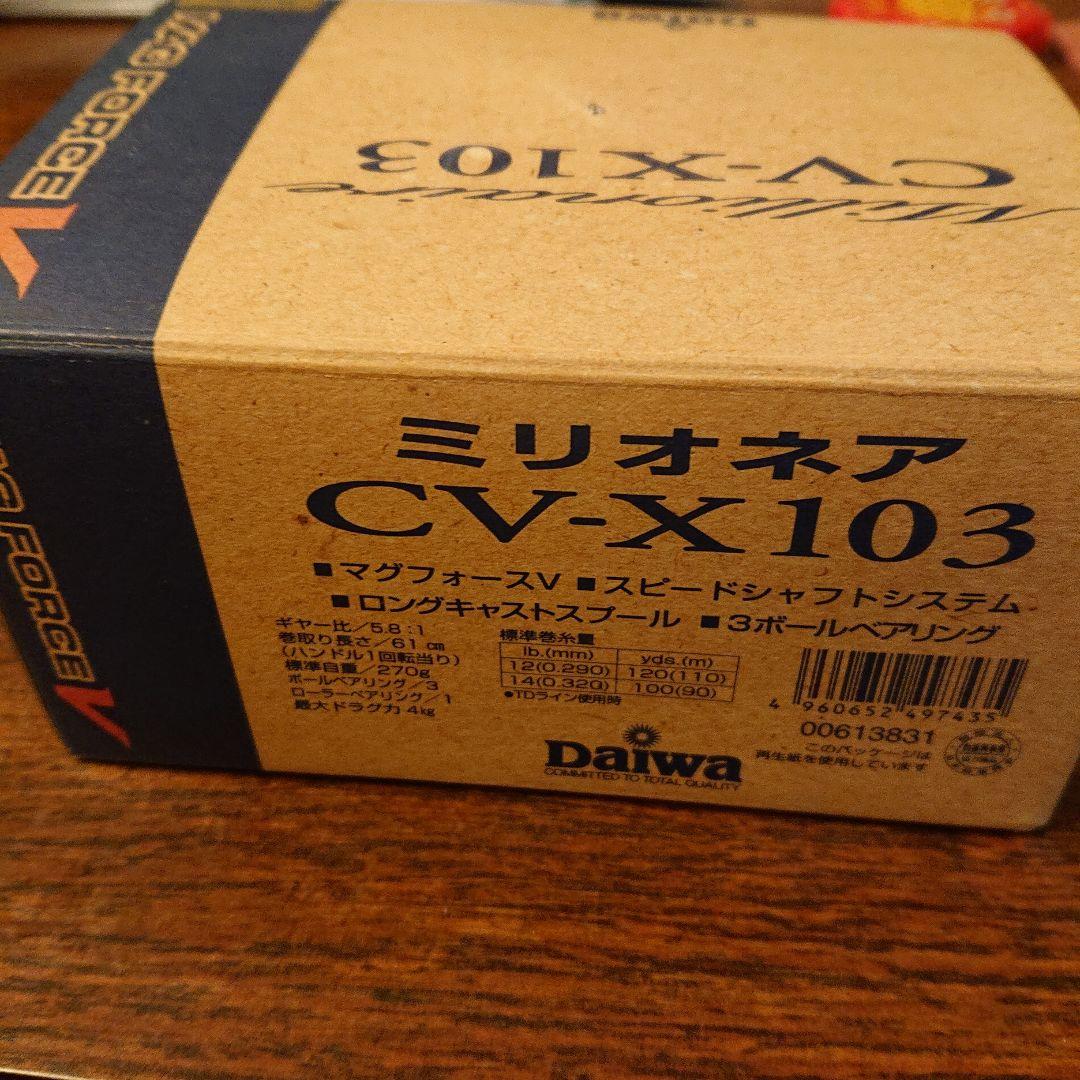 Daiwa
CV-X103
Millionaire
MAG FORCE V
MAG FORCE V
ミリオネア
CV-X103
■マグフォースV ■スピードシャフトシステム
■ロングキャストスプール ■3ボールベアリング
ギヤー比/5.8:1
巻取り長さ/61㎝
(ハンドル1回転当り)
標準自重/270g
ボールベアリング/3
ローラーベアリング/1
最大ドラグ力 4㎏
標準巻糸量
lb.(mm) yds.(m)
12(0.290) 120(110)
14(0.320) 100(90)
●TDライン使用時
4 960652 497435
00613831
このパッケージは
再生紙を使用しています
Daiwa
COMMITTED TO TOTAL QUALITY